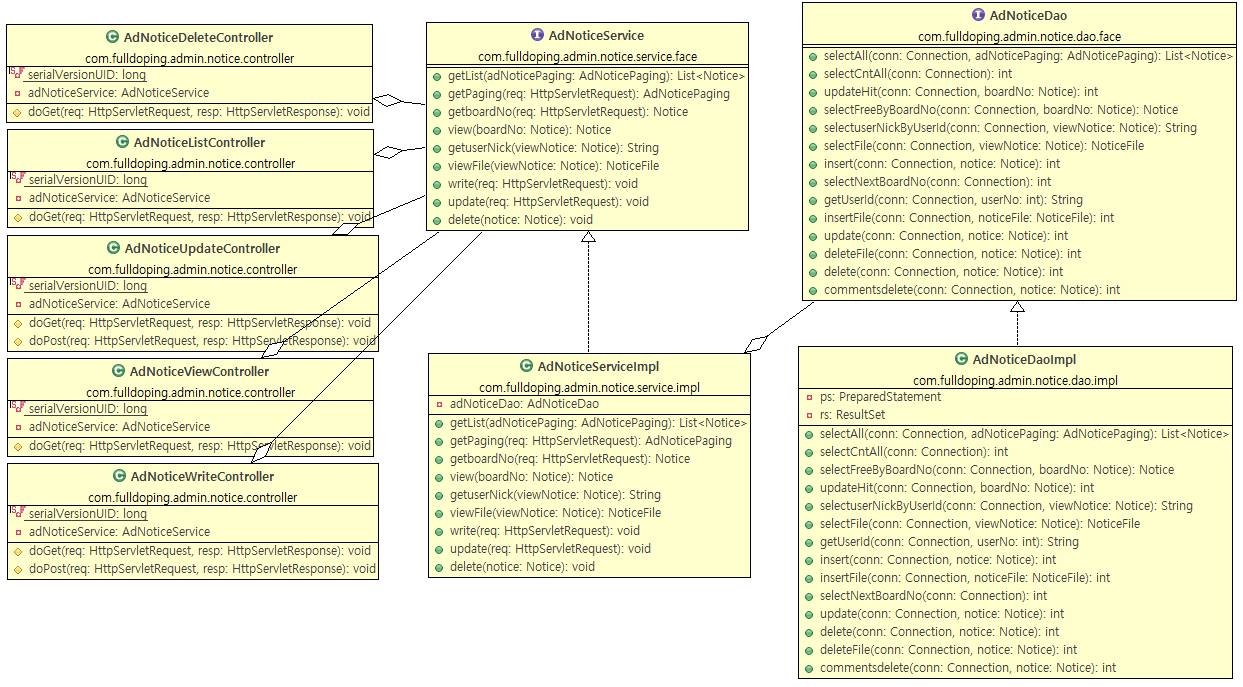 AdNoticeDeleteController
com.fulldoping.admin.notice.controller
serialVersionUID: long
adNoticeService: AdNoticeService
doGet(req: HttpServletRequest, resp: HttpServletResponse): void
AdNoticeListController
com.fulldoping.admin.notice.controller
serialVersionUID: long
adNoticeService: AdNoticeService
doGet(req: HttpServletRequest, resp: HttpServletResponse): void
AdNoticeUpdateController
com.fulldoping.admin.notice.controller
serialVersionUID: long
adNoticeService: AdNoticeService
doGet(req: HttpServletRequest, resp: HttpServletResponse): void
doPost(req: HttpServletRequest, resp: HttpServletResponse): void
AdNoticeViewController
com.fulldoping.admin.notice.controller
serialVersionUID: long
adNoticeService: AdNoticeService
doGet(req: HttpServletRequest, resp: HttpServletResponse): void
AdNoticeWriteController
com.fulldoping.admin.notice.controller
serialVersionUID: long
adNoticeService: AdNoticeService
doGet(req: HttpServletRequest, resp: HttpServletResponse): void
doPost(req: HttpServletRequest, resp: HttpServletResponse): void
AdNoticeService
com.fulldoping.admin.notice.service.face
getList(adNoticePaging: AdNoticePaging): List<Notice>
getPaging(req: HttpServletRequest): AdNoticePaging
getboardNo(req: HttpServletRequest): Notice
view(boardNo: Notice): Notice
getuserNick(viewNotice: Notice): String
viewFile(viewNotice: Notice): NoticeFile
write(req: HttpServletRequest): void
update(req: HttpServletRequest): void
delete(notice: Notice): void
AdNoticeServiceImpl
com.fulldoping.admin.notice.service.impl
adNoticeDao: AdNoticeDao
getList(adNoticePaging: AdNoticePaging): List<Notice>
getPaging(req: HttpServletRequest): AdNoticePaging
getboardNo(req: HttpServletRequest): Notice
view(boardNo: Notice): Notice
getuserNick(viewNotice: Notice): String
viewFile(viewNotice: Notice): NoticeFile
write(req: HttpServletRequest): void
update(req: HttpServletRequest): void
delete(notice: Notice): void
AdNoticeDao
com.fulldoping.admin.notice.dao.face
selectAll(conn: Connection, adNoticePaging: AdNoticePaging): List<Notice>
selectCntAll(conn: Connection): int
updateHit(conn: Connection, boardNo: Notice): int
selectFreeByBoardNo(conn: Connection, boardNo: Notice): Notice
selectuserNickByUserId(conn: Connection, viewNotice: Notice): String
selectFile(conn: Connection, viewNotice: Notice): NoticeFile
insert(conn: Connection, notice: Notice): int
selectNextBoardNo(conn: Connection): int
getUserId(conn: Connection, userNo: int): String
insertFile(conn: Connection, noticeFile: NoticeFile): int
update(conn: Connection, notice: Notice): int
deleteFile(conn: Connection, notice: Notice): int
delete(conn: Connection, notice: Notice): int
commentsdelete(conn: Connection, notice: Notice): int
AdNoticeDaoImpl
com.fulldoping.admin.notice.dao.impl
ps: PreparedStatement
rs: ResultSet
selectAll(conn: Connection, adNoticePaging: AdNoticePaging): List<Notice>
selectCntAll(conn: Connection): int
selectFreeByBoardNo(conn: Connection, boardNo: Notice): Notice
updateHit(conn: Connection, boardNo: Notice): int
selectuserNickByUserId(conn: Connection, viewNotice: Notice): String
selectFile(conn: Connection, viewNotice: Notice): NoticeFile
getUserId(conn: Connection, userNo: int): String
insert(conn: Connection, notice: Notice): int
insertFile(conn: Connection, noticeFile: NoticeFile): int
selectNextBoardNo(conn: Connection): int
update(conn: Connection, notice: Notice): int
delete(conn: Connection, notice: Notice): int
deleteFile(conn: Connection, notice: Notice): int
commentsdelete(conn: Connection, notice: Notice): int